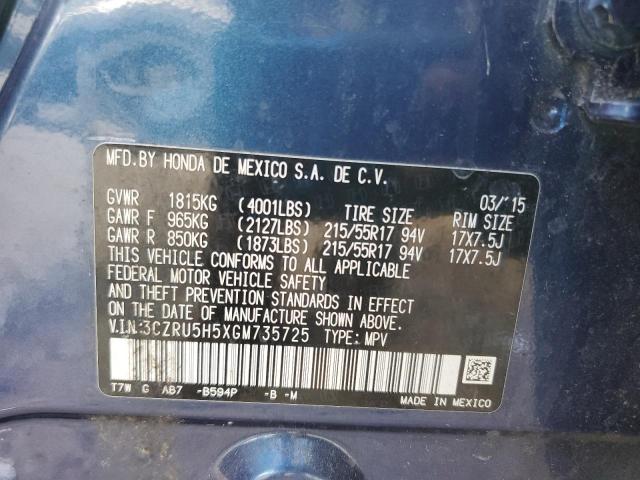 MFD.BY HONDA DE MEXICO S.A. DE C.V.
03/'15
GVWR 1815KG (4001LBS) TIRE SIZE RIM SIZE
GAWR F 965KG (2127LBS) 215/55R17 94V 17X7.5J
GAWR R 850KG (1873LBS) 215/55R17 94V 17X7.5J
THIS VEHICLE CONFORMS TO ALL APPLICABLE
FEDERAL MOTOR VEHICLE SAFETY
AND THEFT PREVENTION STANDARDS IN EFFECT
ON THE DATE OF MANUFACTURE SHOWN ABOVE.
V.I.N:3CZRU5H5XGM735725 TYPE: MPV
T7W G AB7 -B594P -B -M
MADE IN MEXICO